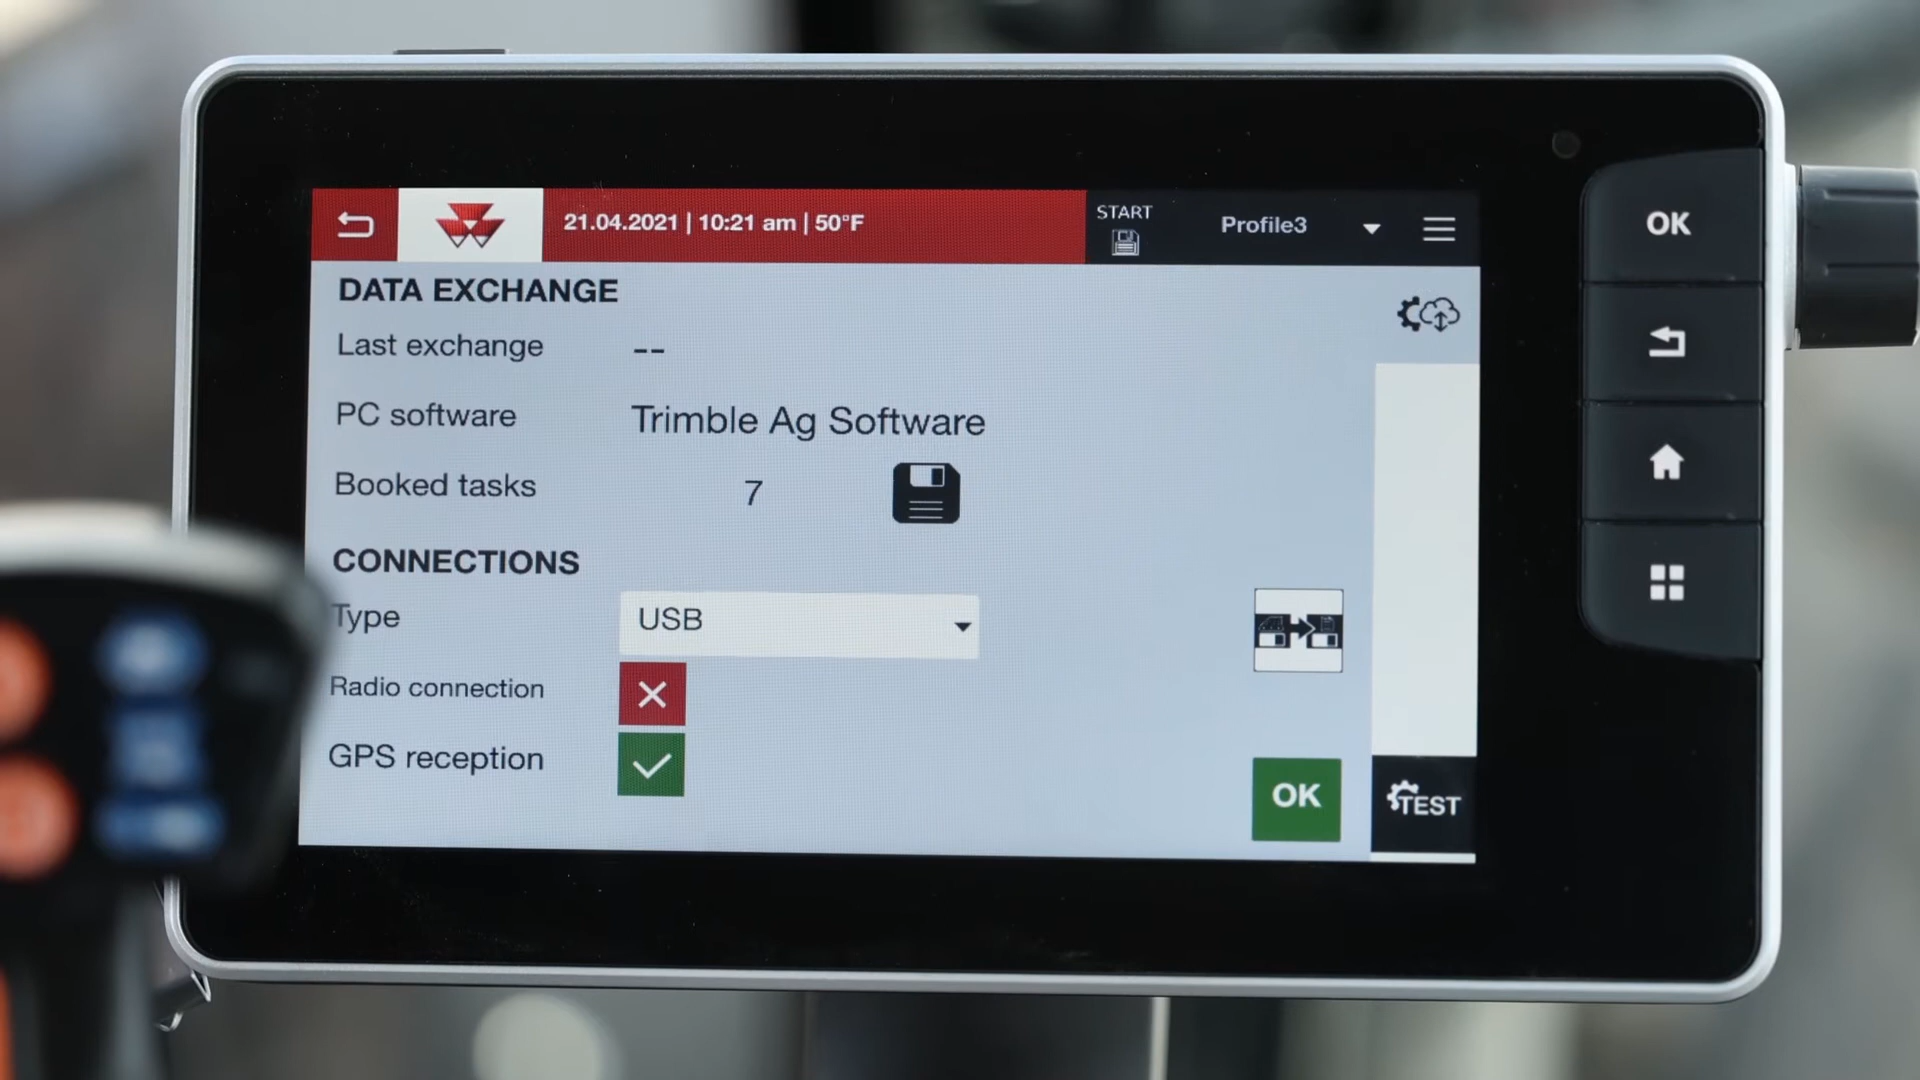 21.04.2021 | 10:21 am | 50°F
START
Profile3
OK
DATA EXCHANGE
Last exchange --
PC software Trimble Ag Software
Booked tasks 7
CONNECTIONS
Type USB
Radio connection
GPS reception
OK
TEST